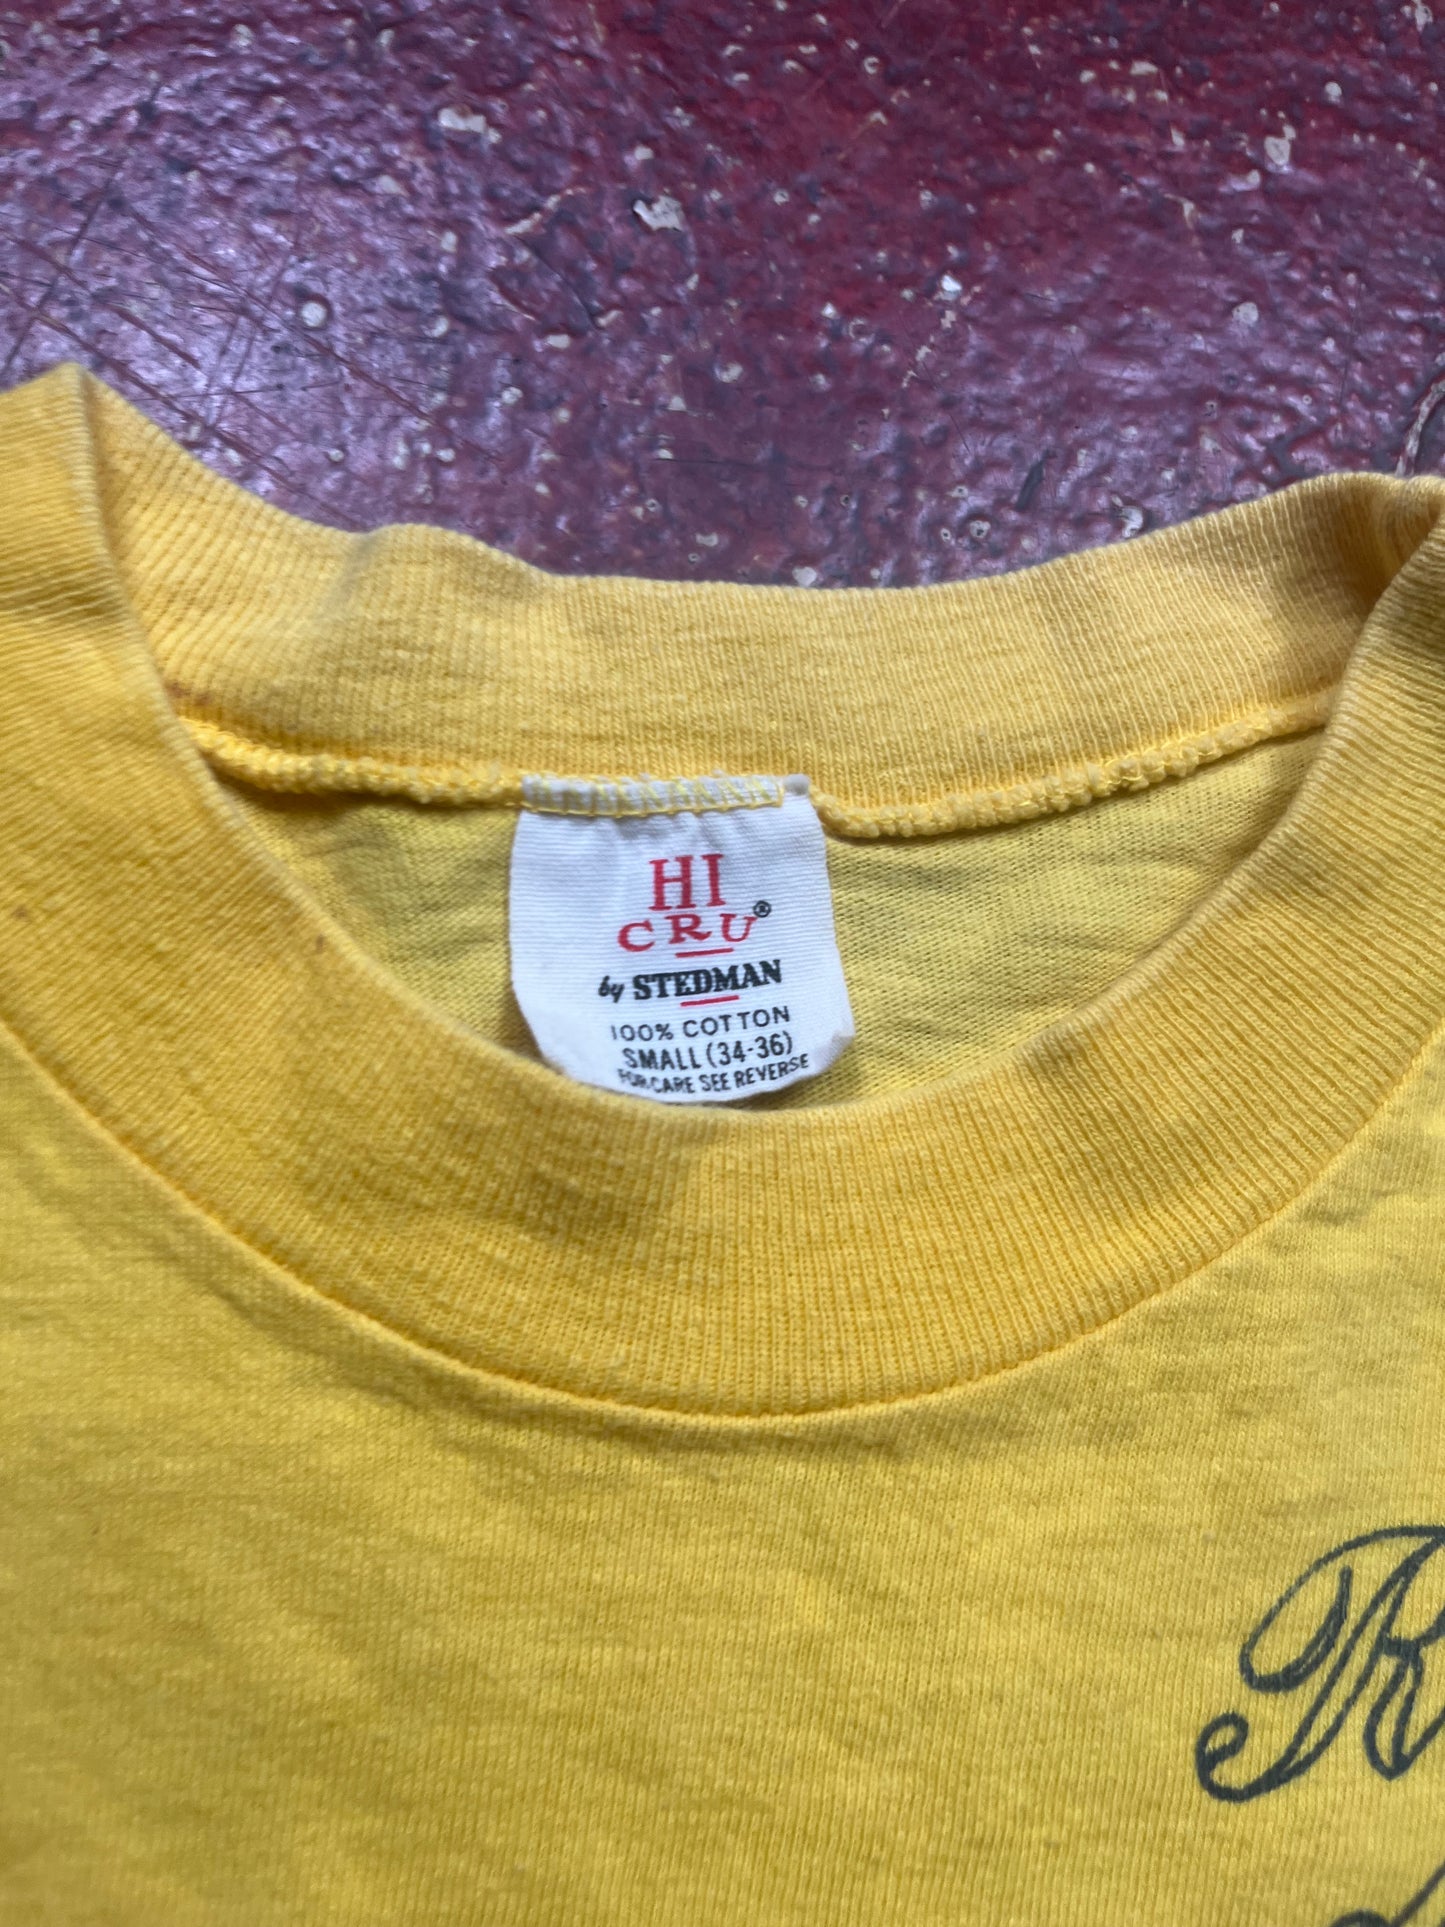 HI
CRU®
by STEDMAN
100% COTTON
SMALL (34-36)
FOR CARE SEE REVERSE
R